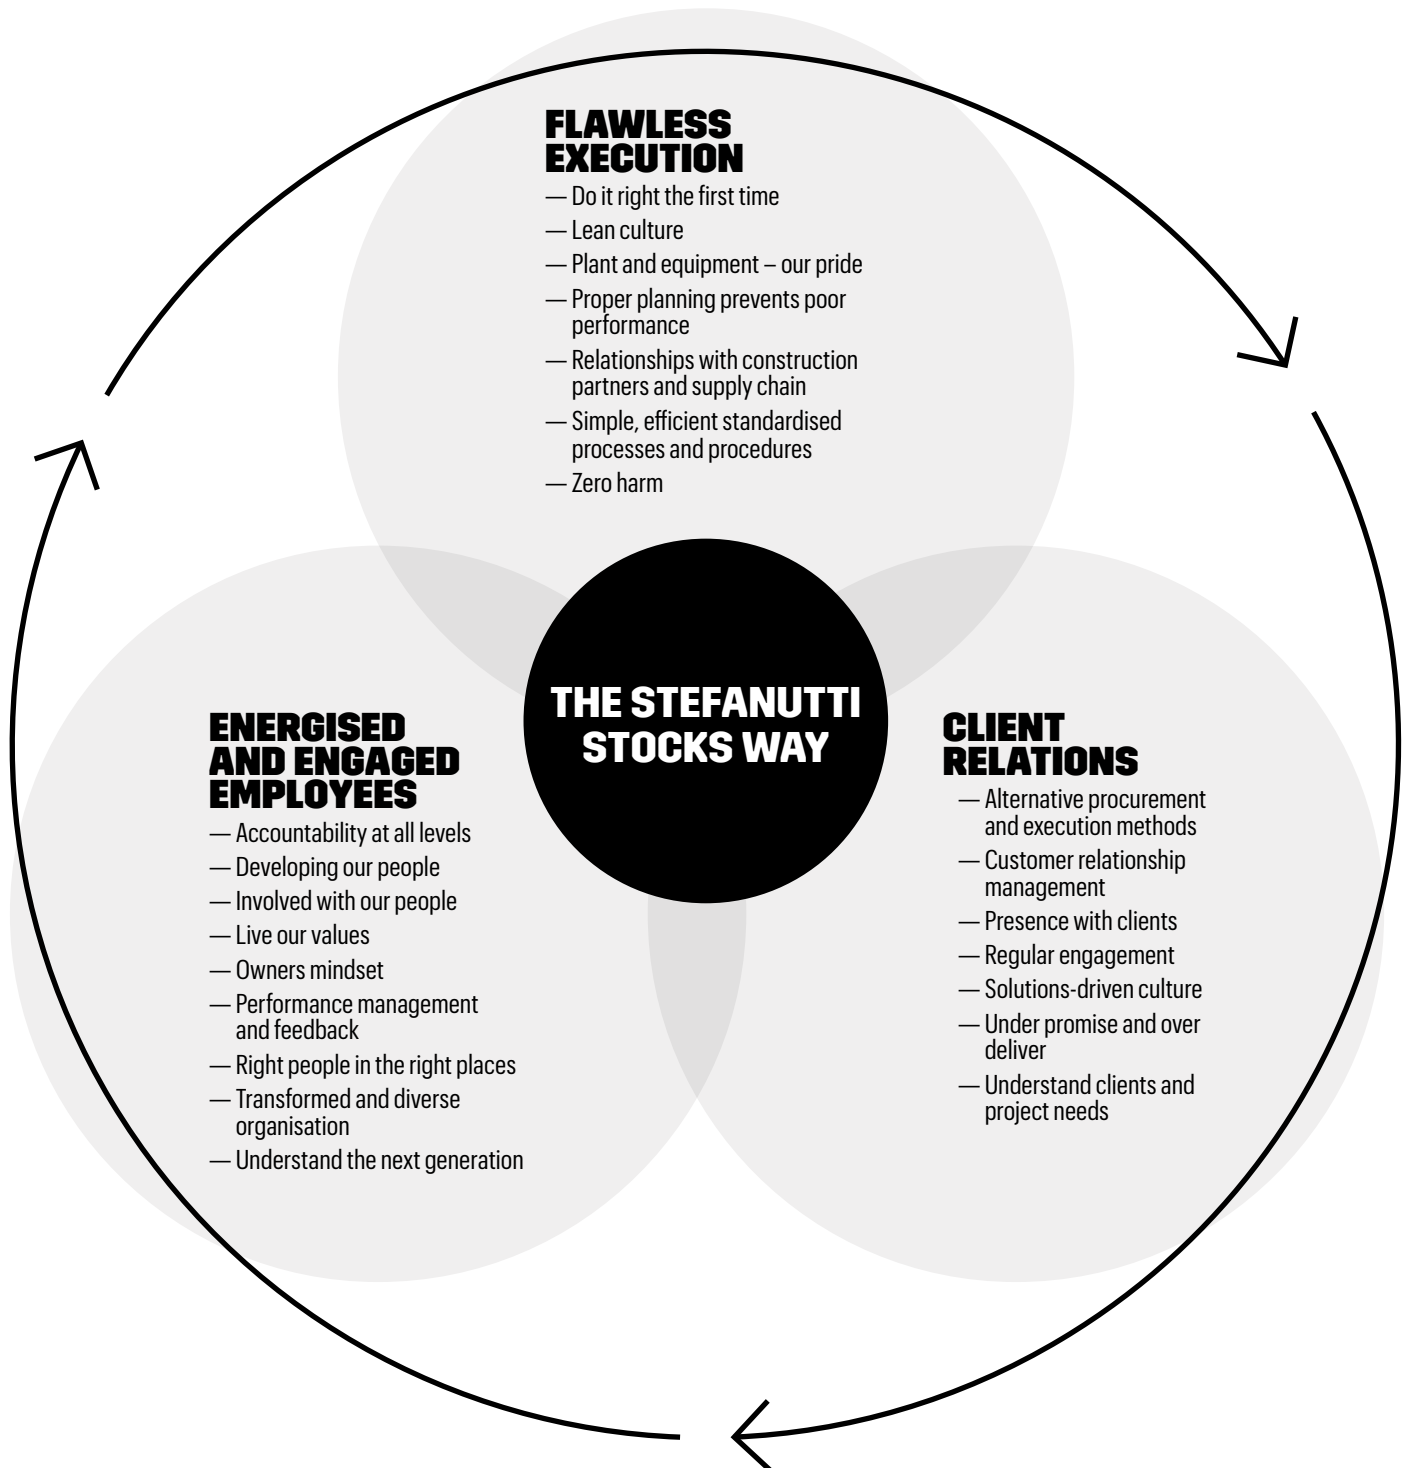 FLAWLESS
EXECUTION
— Do it right the first time
— Lean culture
— Plant and equipment – our pride
— Proper planning prevents poor
performance
— Relationships with construction
partners and supply chain
— Simple, efficient standardised
processes and procedures
— Zero harm
THE STEFANUTTI
STOCKS WAY
ENERGISED
AND ENGAGED
EMPLOYEES
— Accountability at all levels
— Developing our people
— Involved with our people
— Live our values
— Owners mindset
— Performance management
and feedback
— Right people in the right places
— Transformed and diverse
organisation
— Understand the next generation
CLIENT
RELATIONS
— Alternative procurement
and execution methods
— Customer relationship
management
— Presence with clients
— Regular engagement
— Solutions-driven culture
— Under promise and over
deliver
— Understand clients and
project needs